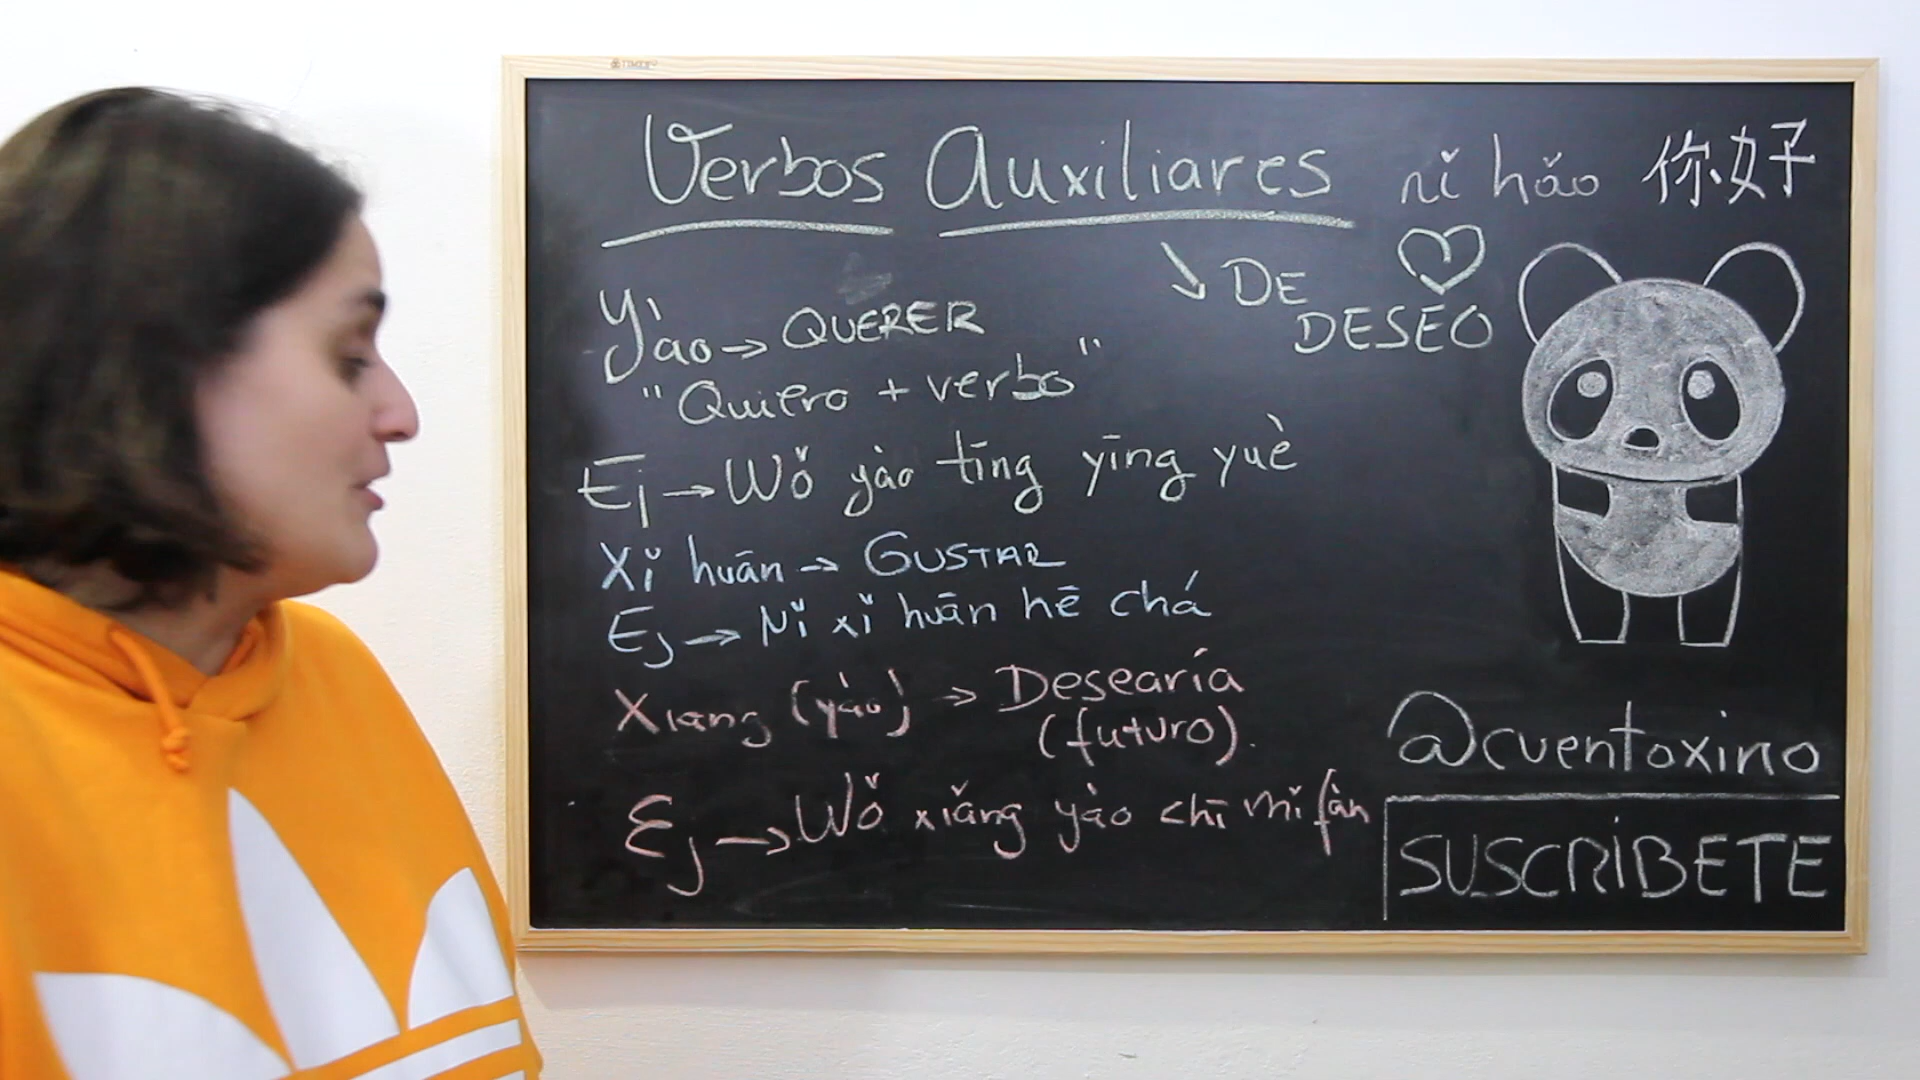 Verbos Auxiliares
nǐ hǎo 你好
↘ DE DESEO
Yào → QUERER
"Quiero + verbo"
Ej → Wǒ yào tīng yīng yuè
Xǐ huān → GUSTAR
Ej → Nǐ xǐ huān hē chá
Xiang (yào) → Desearía
(futuro).
Ej → Wǒ xiǎng yào chī mǐ fàn
@cuentoxino
SUSCRÍBETE